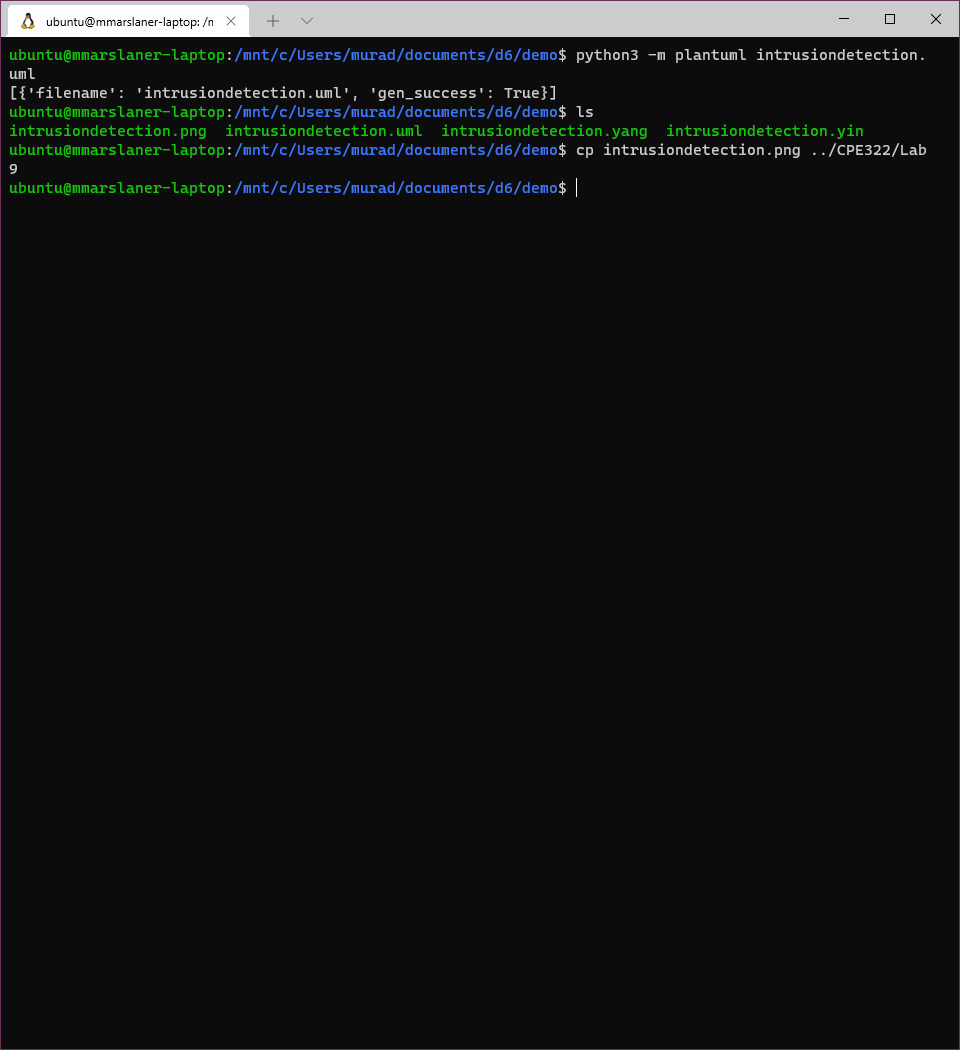 ubuntu@mmarslaner-laptop: /n
ubuntu@mmarslaner-laptop:/mnt/c/Users/murad/documents/d6/demo$ python3 -m plantuml intrusiondetection.
uml
[{'filename': 'intrusiondetection.uml', 'gen_success': True}]
ubuntu@mmarslaner-laptop:/mnt/c/Users/murad/documents/d6/demo$ ls
intrusiondetection.png  intrusiondetection.uml  intrusiondetection.yang  intrusiondetection.yin
ubuntu@mmarslaner-laptop:/mnt/c/Users/murad/documents/d6/demo$ cp intrusiondetection.png ../CPE322/Lab
9
ubuntu@mmarslaner-laptop:/mnt/c/Users/murad/documents/d6/demo$